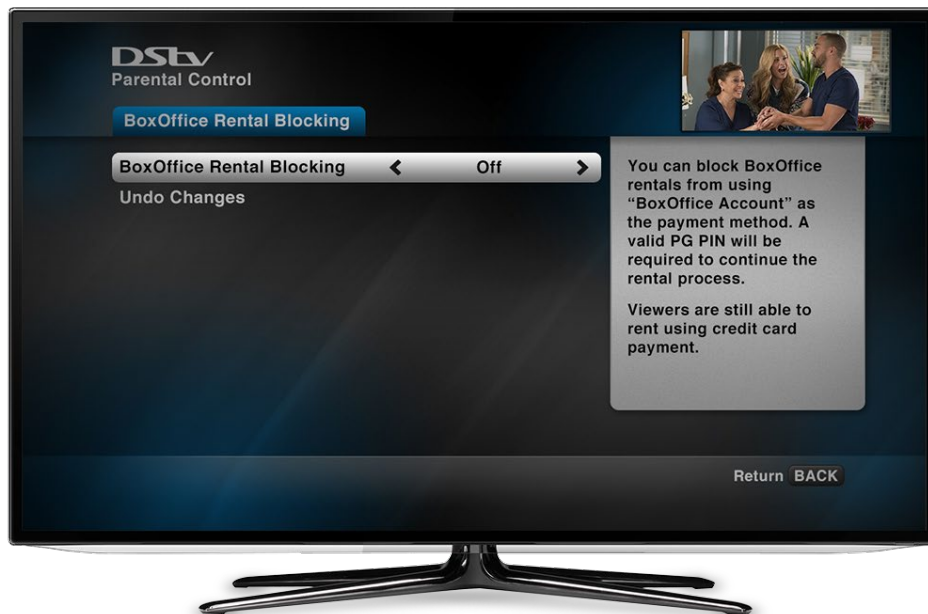 DStv
Parental Control
BoxOffice Rental Blocking
BoxOffice Rental Blocking Off
Undo Changes
You can block BoxOffice
rentals from using
“BoxOffice Account” as
the payment method. A
valid PG PIN will be
required to continue the
rental process.
Viewers are still able to
rent using credit card
payment.
Return BACK